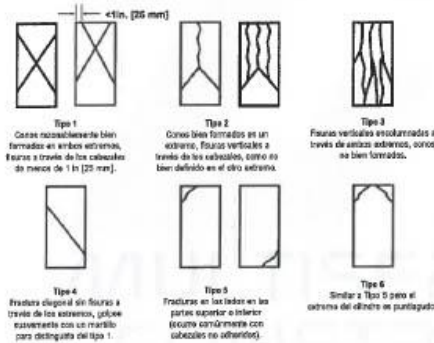 <1in. [25 mm]
Tipo 1
Conos razonablemente bien
formados en ambos extremos,
fisuras a través de los cabezales
de menos de 1 in [25 mm].
Tipo 2
Conos bien formados en un
extremo, fisuras verticales a
través de los cabezales, cono no
bien definido en el otro extremo.
Tipo 3
Fisuras verticales encolumnadas a
través de ambos extremos, conos
no bien formados.
Tipo 4
Fractura diagonal sin fisuras a
través de los extremos, golpee
suavemente con un martillo
para distinguirla del tipo 1.
Tipo 5
Fracturas en los lados en las
partes superior e inferior
(ocurre comúnmente con
cabezales no adheridos).
Tipo 6
Similar a Tipo 5 pero el
extremo del cilindro es puntiagudo